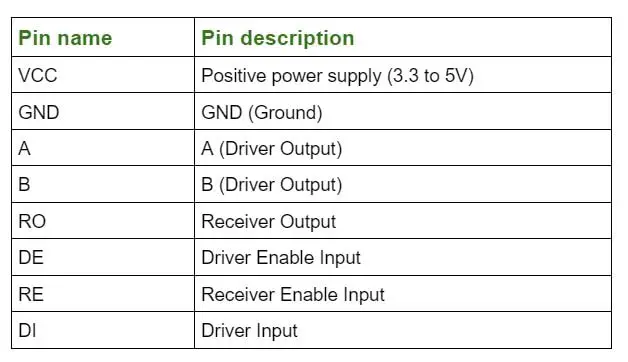 Pin name Pin description
VCC Positive power supply (3.3 to 5V)
GND GND (Ground)
A A (Driver Output)
B B (Driver Output)
RO Receiver Output
DE Driver Enable Input
RE Receiver Enable Input
DI Driver Input